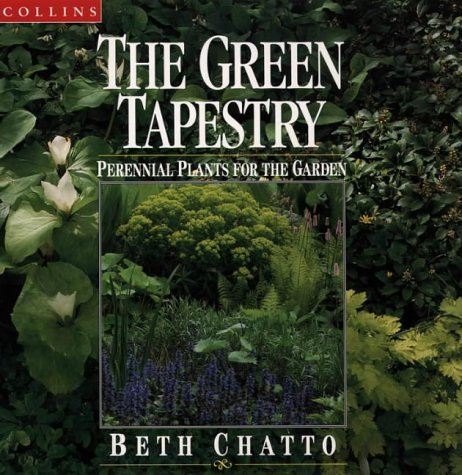 COLLINS
THE GREEN
TAPESTRY
PERENNIAL PLANTS FOR THE GARDEN
BETH CHATTO